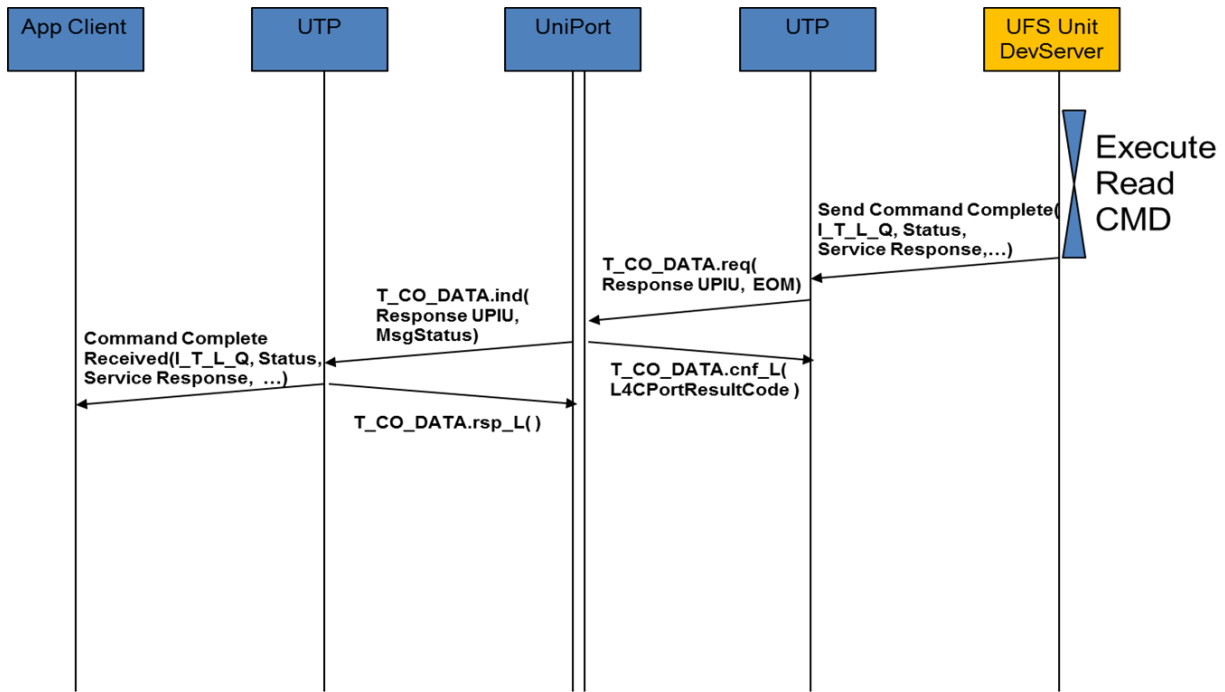 App Client
UTP
UniPort
UTP
UFS Unit
DevServer
Execute
Read
CMD
Send Command Complete(
I_T_L_Q, Status,
Service Response,…)
T_CO_DATA.req(
Response UPIU, EOM)
T_CO_DATA.ind(
Response UPIU,
MsgStatus)
Command Complete
Received(I_T_L_Q, Status,
Service Response, …)
T_CO_DATA.cnf_L(
L4CPortResultCode )
T_CO_DATA.rsp_L( )